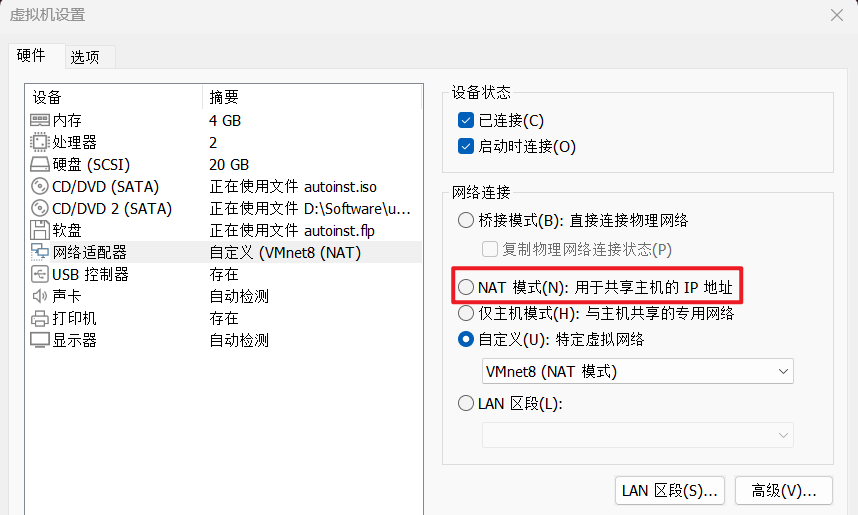 虚拟机设置
硬件 选项
设备 摘要
内存 4 GB
处理器 2
硬盘 (SCSI) 20 GB
CD/DVD (SATA) 正在使用文件 autoinst.iso
CD/DVD 2 (SATA) 正在使用文件 D:\Software\u...
软盘 正在使用文件 autoinst.flp
网络适配器 自定义 (VMnet8 (NAT)
USB 控制器 存在
声卡 自动检测
打印机 存在
显示器 自动检测
设备状态
已连接(C)
启动时连接(O)
网络连接
桥接模式(B): 直接连接物理网络
复制物理网络连接状态(P)
NAT 模式(N): 用于共享主机的 IP 地址
仅主机模式(H): 与主机共享的专用网络
自定义(U): 特定虚拟网络
VMnet8 (NAT 模式)
LAN 区段(L):
LAN 区段(S)... 高级(V)...